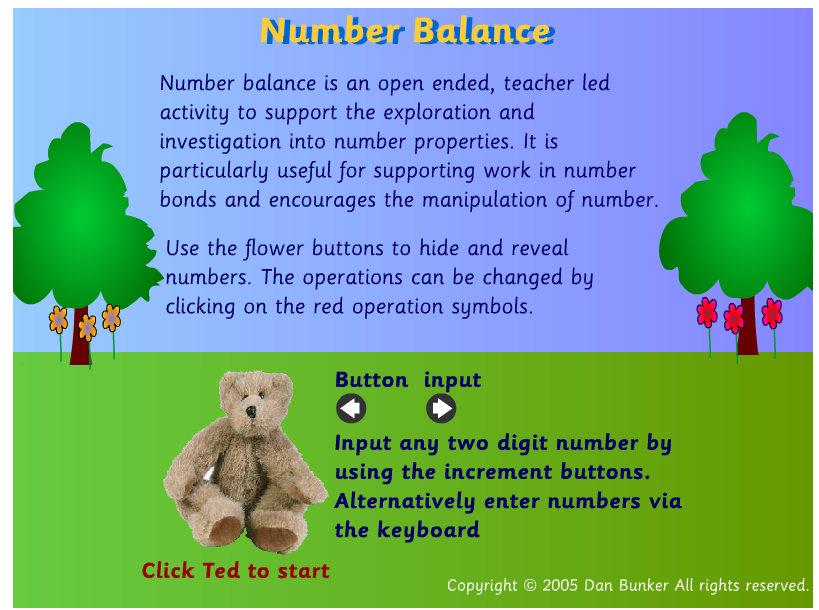 Number Balance
Number balance is an open ended, teacher led
activity to support the exploration and
investigation into number properties. It is
particularly useful for supporting work in number
bonds and encourages the manipulation of number.
Use the flower buttons to hide and reveal
numbers. The operations can be changed by
clicking on the red operation symbols.
Button input
Input any two digit number by
using the increment buttons.
Alternatively enter numbers via
the keyboard
Click Ted to start
Copyright © 2005 Dan Bunker All rights reserved.